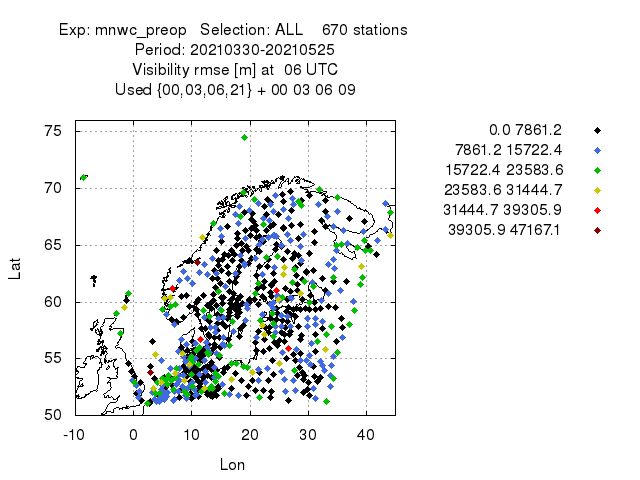 Exp: mnwc_preop Selection: ALL 670 stations
Period: 20210330-20210525
Visibility rmse [m] at 06 UTC
Used {00,03,06,21} + 00 03 06 09
0.0 7861.2
7861.2 15722.4
15722.4 23583.6
23583.6 31444.7
31444.7 39305.9
39305.9 47167.1
75
70
65
60
55
50
Lat
-10 0 10 20 30 40
Lon